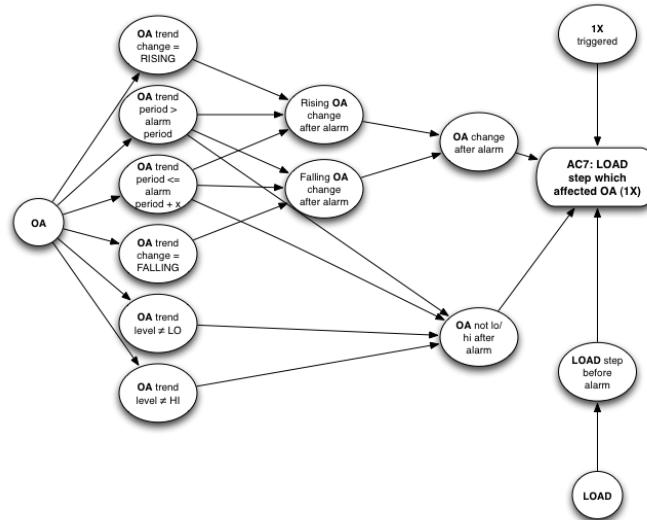 OA trend
change =
RISING
1X
triggered
OA trend
period >
alarm
period
Rising OA
change
after alarm
OA change
after alarm
OA trend
period <=
alarm
period + x
Falling OA
change
after alarm
AC7: LOAD
step which
affected OA (1X)
OA
OA trend
change =
FALLING
OA trend
level ≠ LO
OA not lo/
hi after
alarm
OA trend
level ≠ HI
LOAD step
before
alarm
LOAD